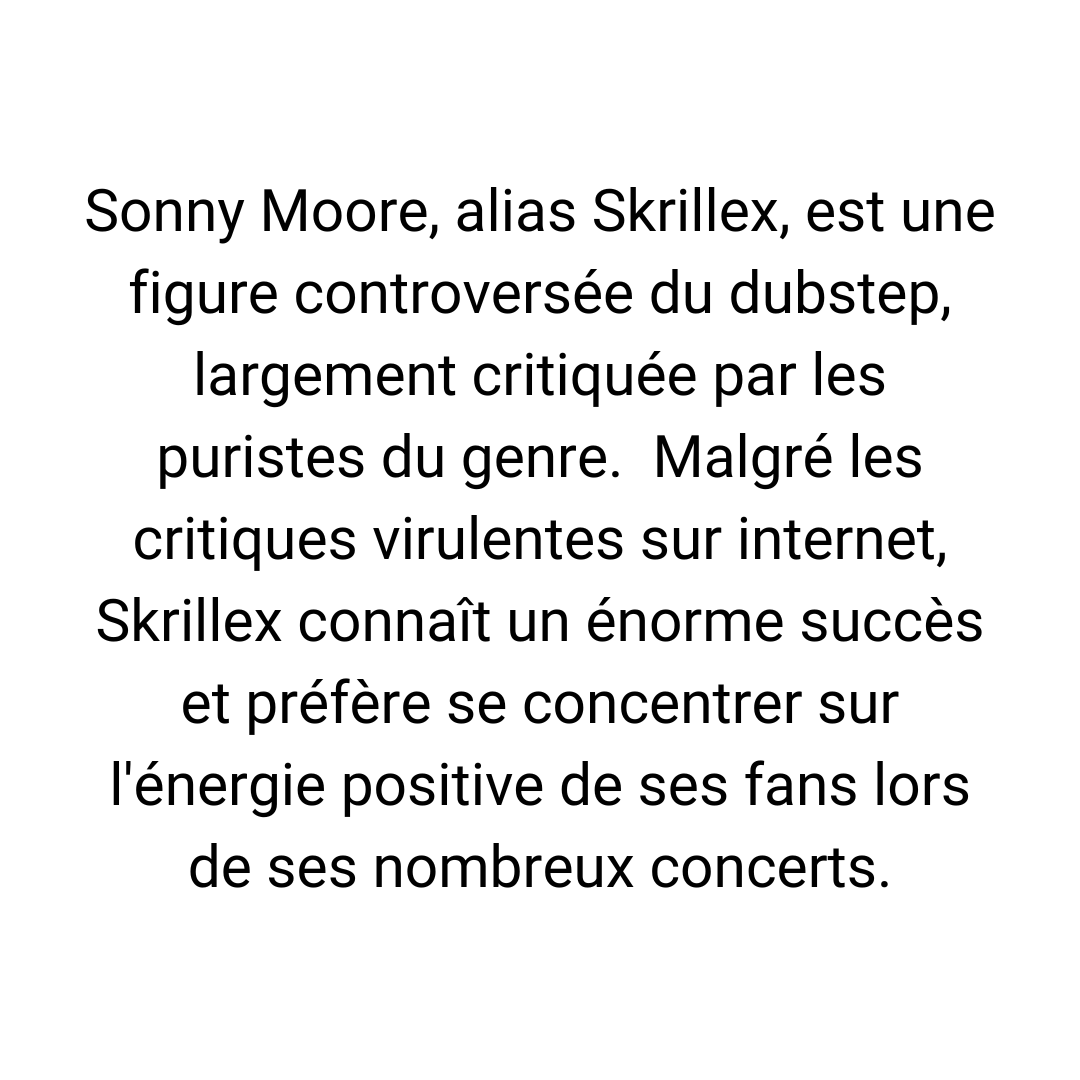 Sonny Moore, alias Skrillex, est une
figure controversée du dubstep,
largement critiquée par les
puristes du genre.  Malgré les
critiques virulentes sur internet,
Skrillex connaît un énorme succès
et préfère se concentrer sur
l'énergie positive de ses fans lors
de ses nombreux concerts.